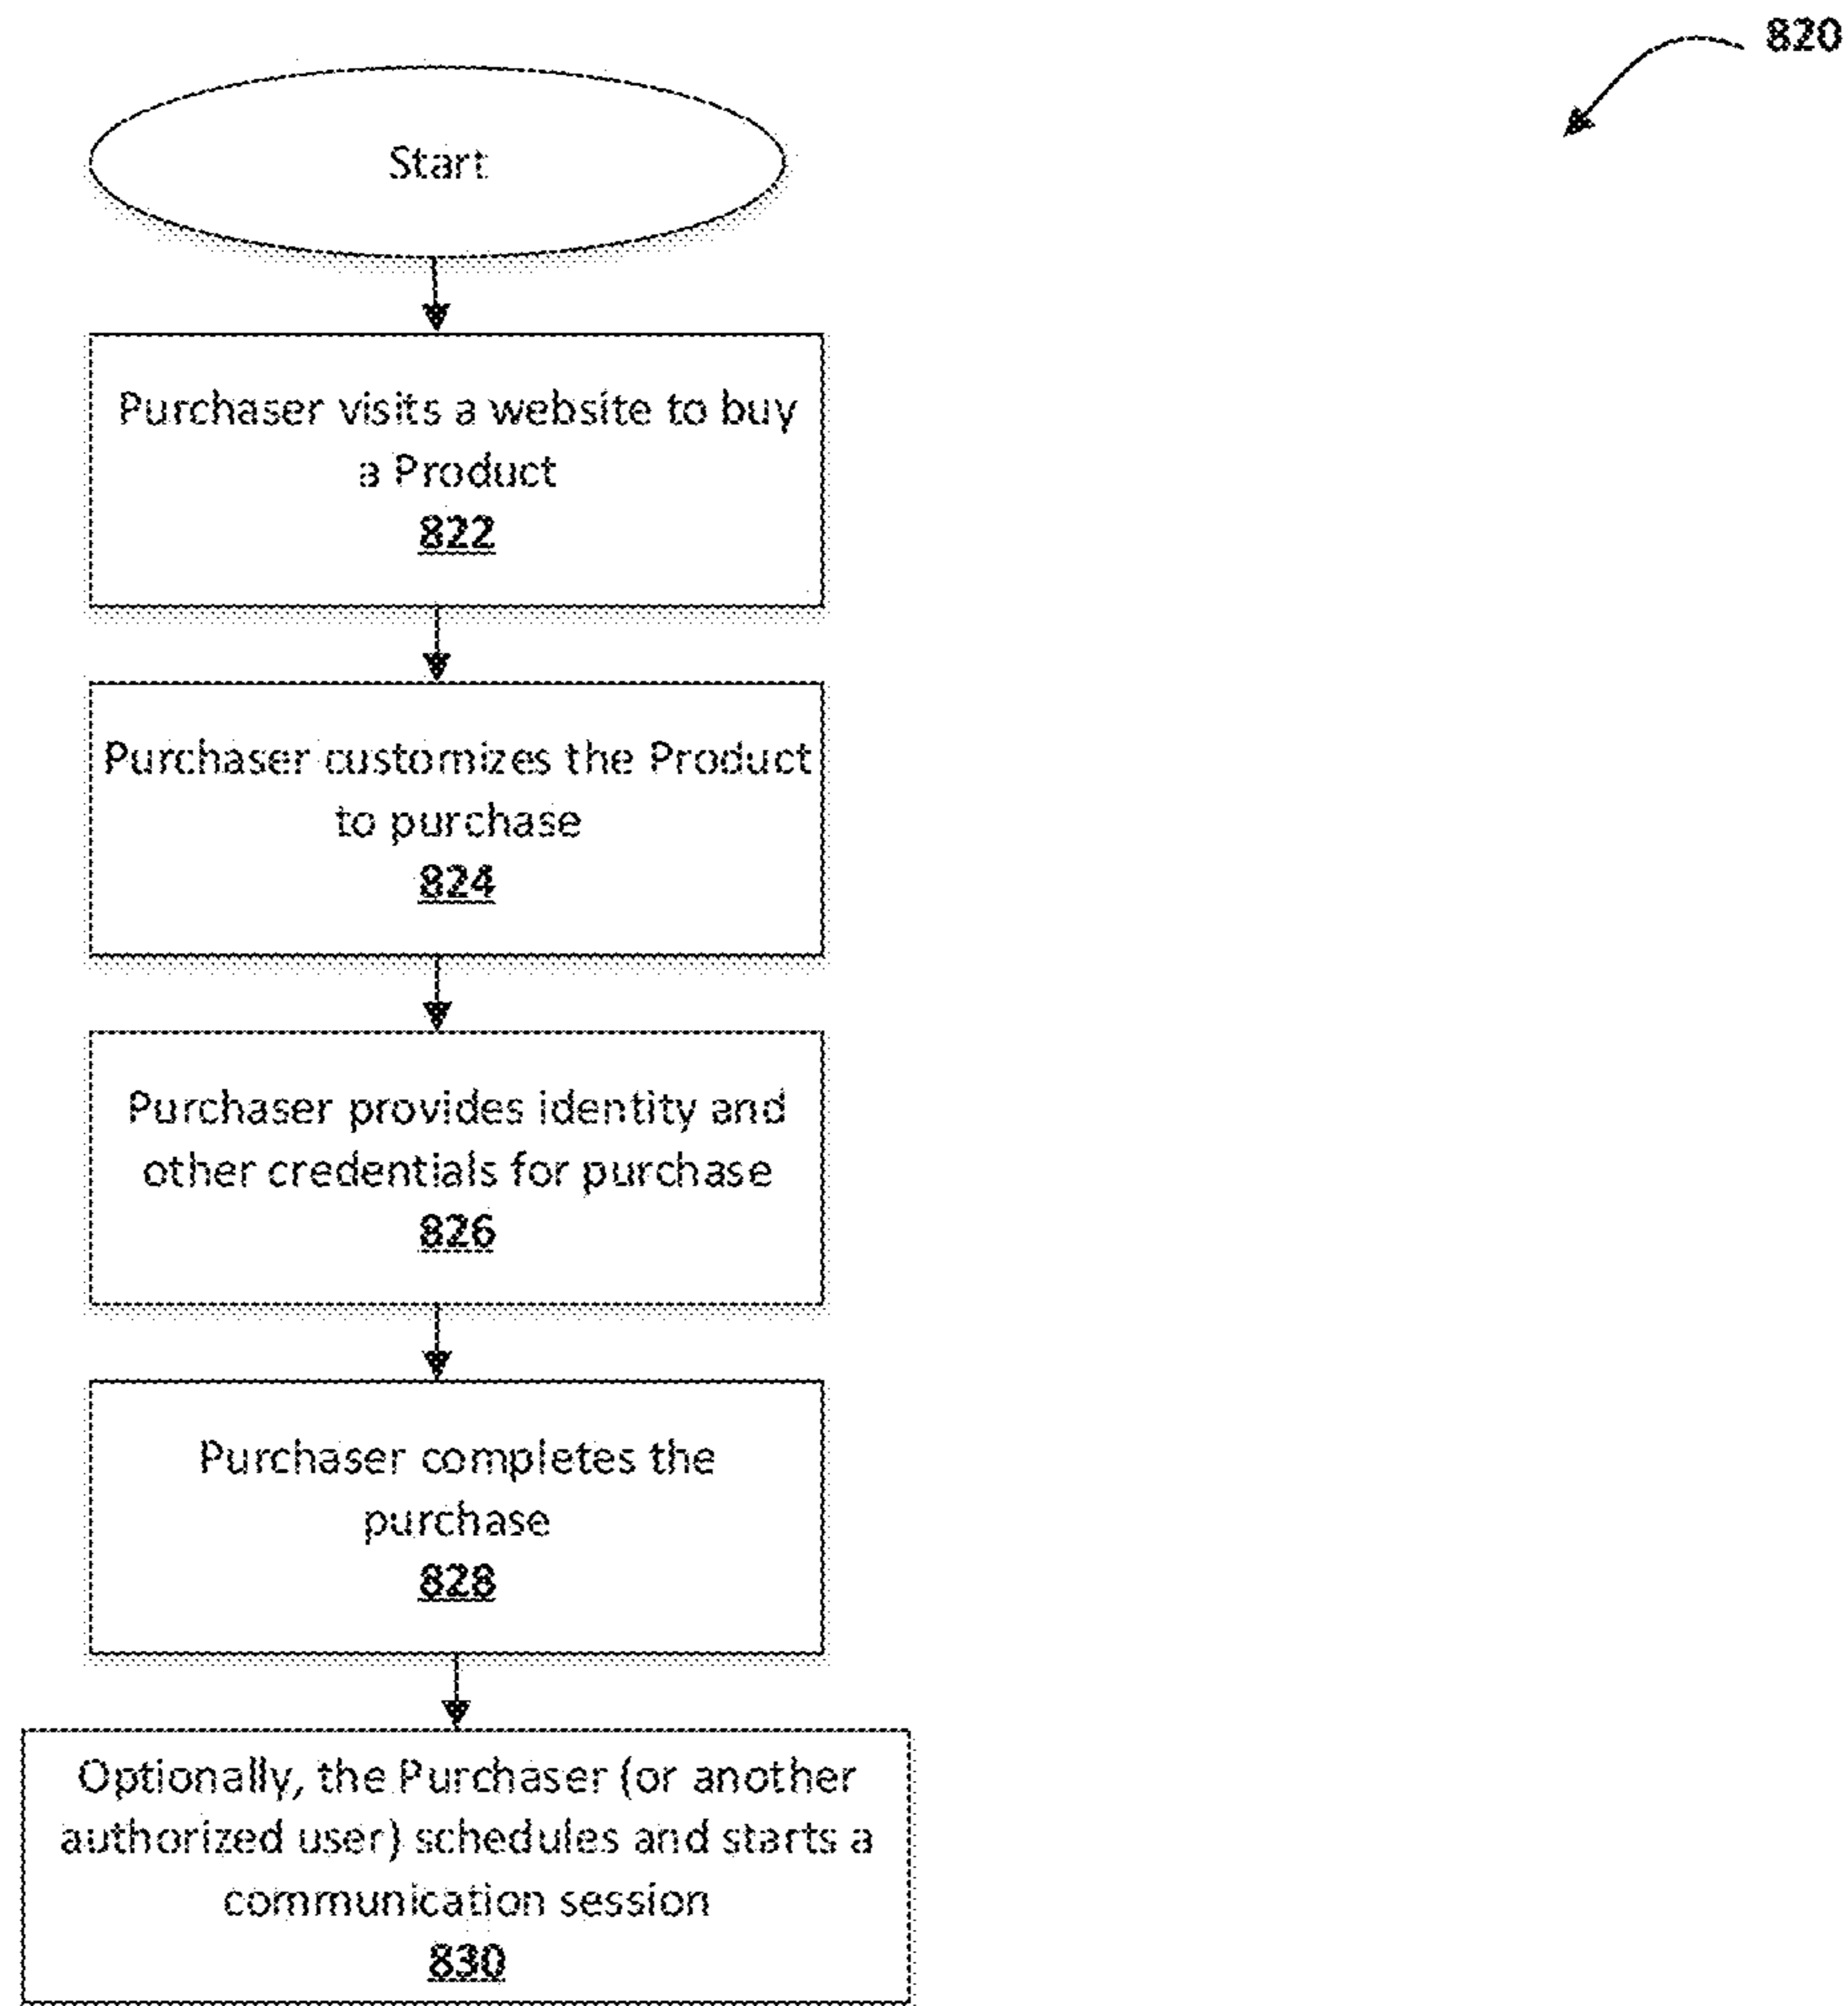 820
Start
Purchaser visits a website to buy
a Product
822
Purchaser customizes the Product
to purchase
824
Purchaser provides identity and
other credentials for purchase
826
Purchaser completes the
purchase
828
Optionally, the Purchaser (or another
authorized user) schedules and starts a
communication session
830